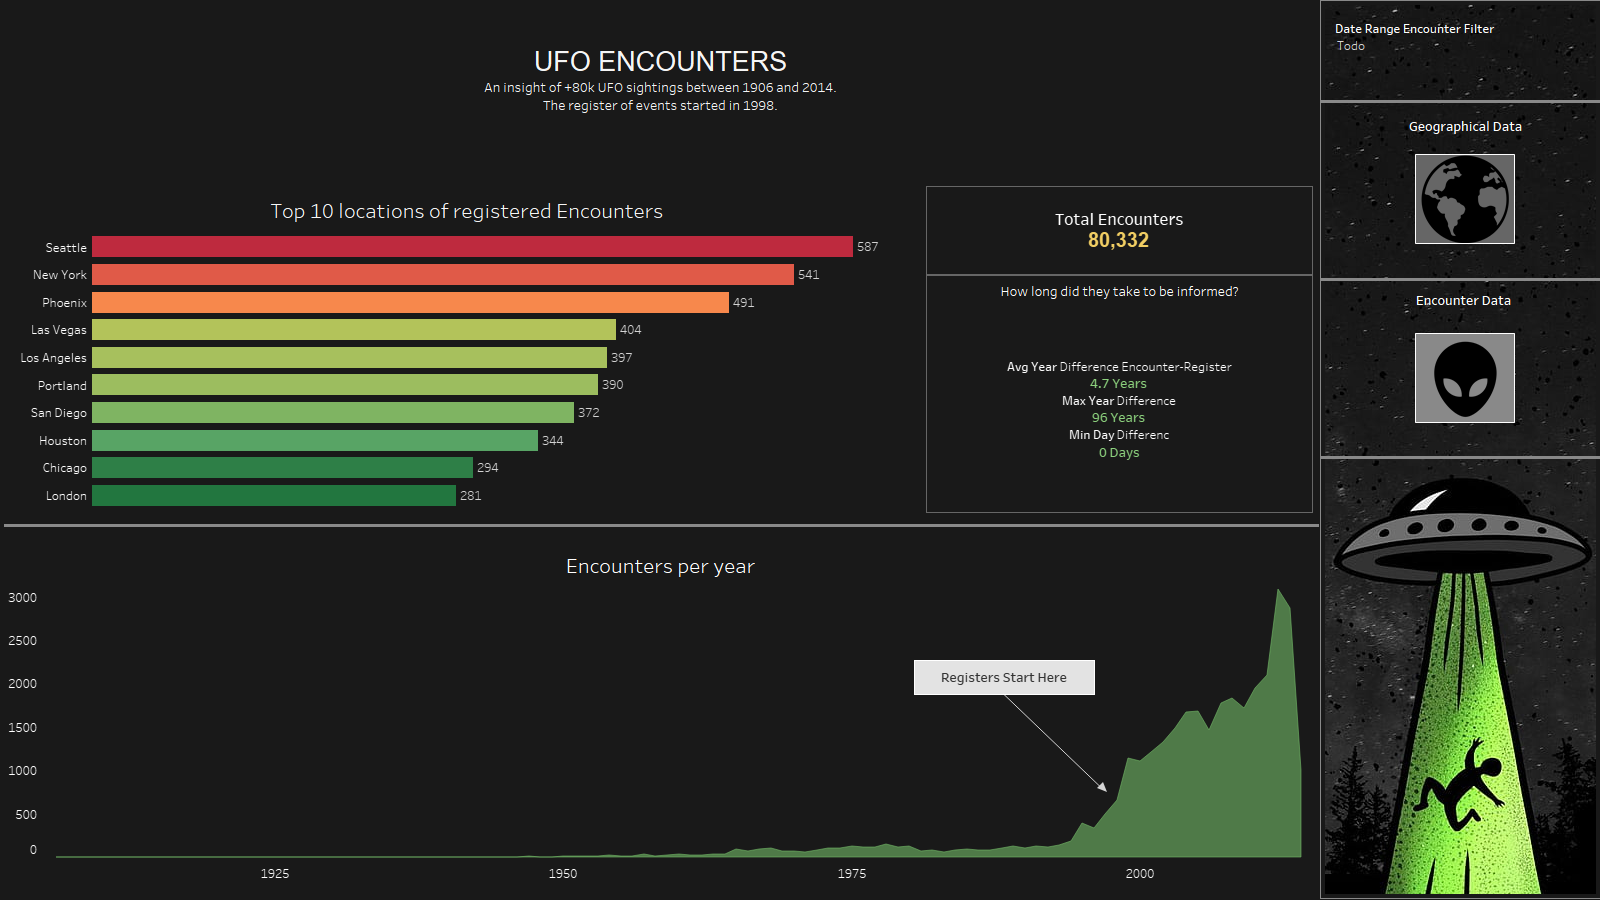 UFO ENCOUNTERS
An insight of +80k UFO sightings between 1906 and 2014.
The register of events started in 1998.
Top 10 locations of registered Encounters
Seattle 587
New York 541
Phoenix 491
Las Vegas 404
Los Angeles 397
Portland 390
San Diego 372
Houston 344
Chicago 294
London 281
Total Encounters
80,332
How long did they take to be informed?
Avg Year Difference Encounter-Register
4.7 Years
Max Year Difference
96 Years
Min Day Differenc
0 Days
Encounters per year
3000
2500
2000
1500
1000
500
0
Registers Start Here
1925 1950 1975 2000
Date Range Encounter Filter
Todo
Geographical Data
Encounter Data